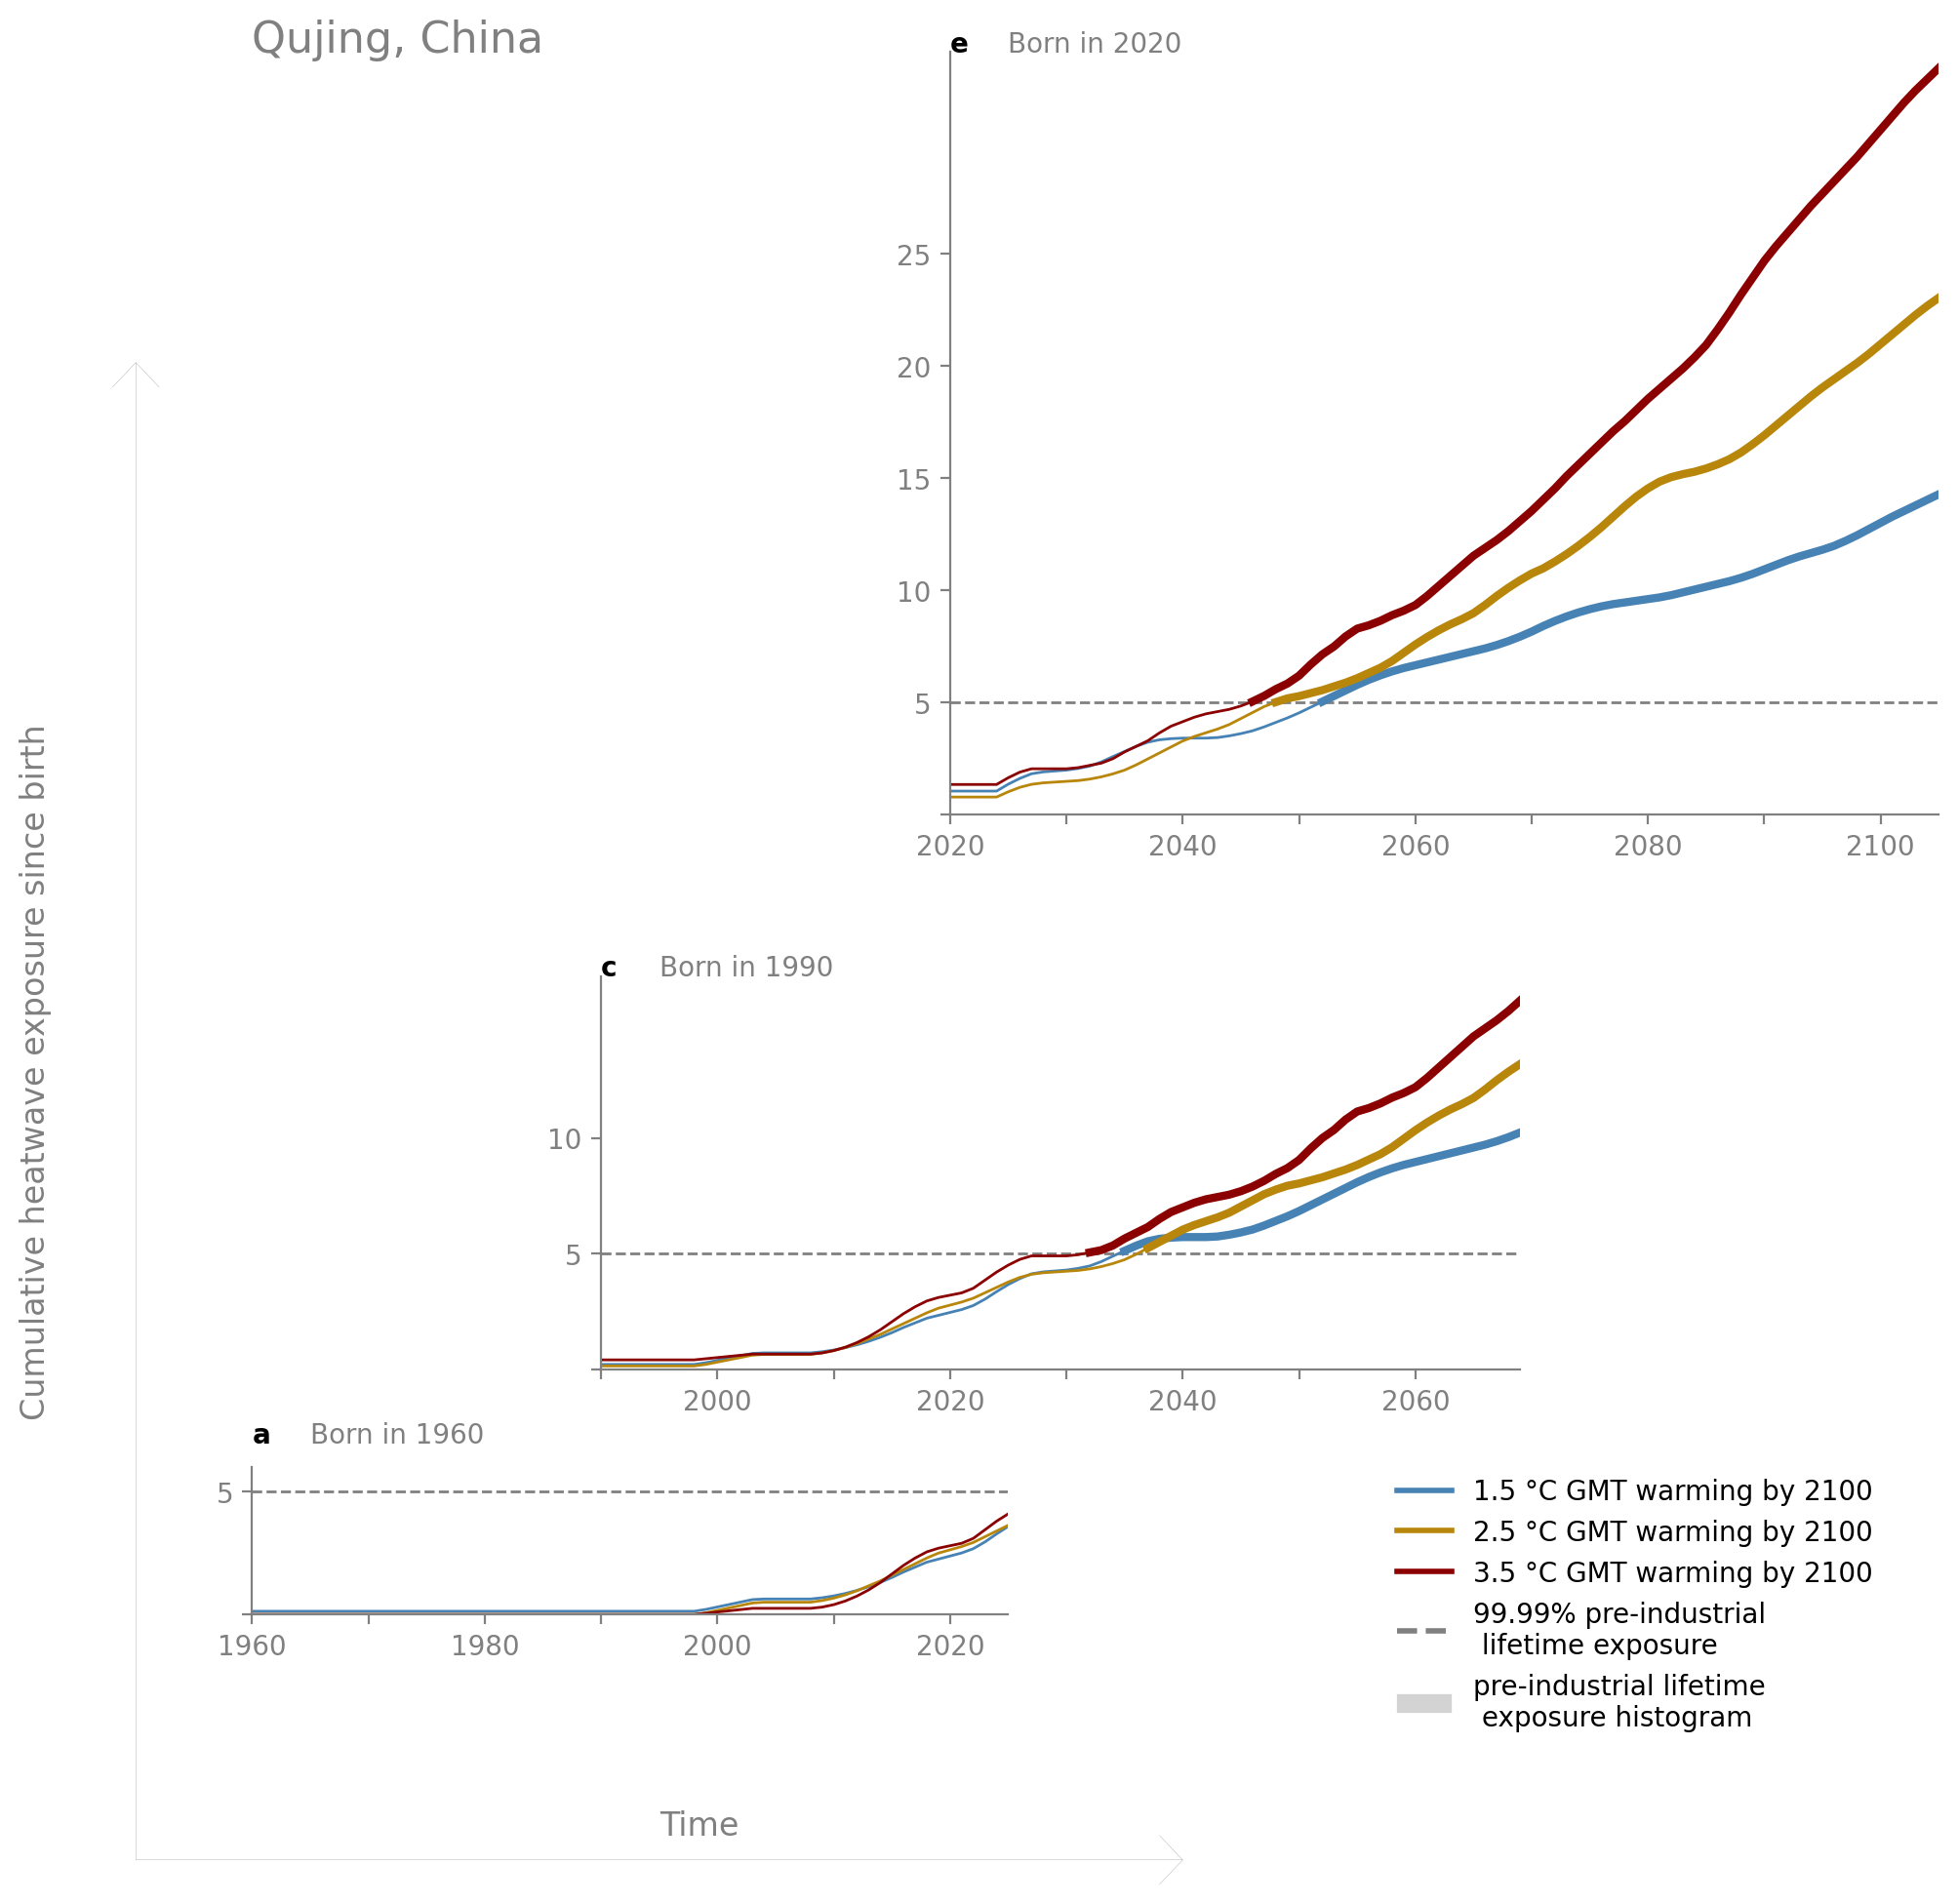 Qujing, China
e Born in 2020
25
20
15
10
5
2020 2040 2060 2080 2100
Cumulative heatwave exposure since birth
c Born in 1990
10
5
2000 2020 2040 2060
a Born in 1960
5
1960 1980 2000 2020
1.5 °C GMT warming by 2100
2.5 °C GMT warming by 2100
3.5 °C GMT warming by 2100
99.99% pre-industrial
lifetime exposure
pre-industrial lifetime
exposure histogram
Time